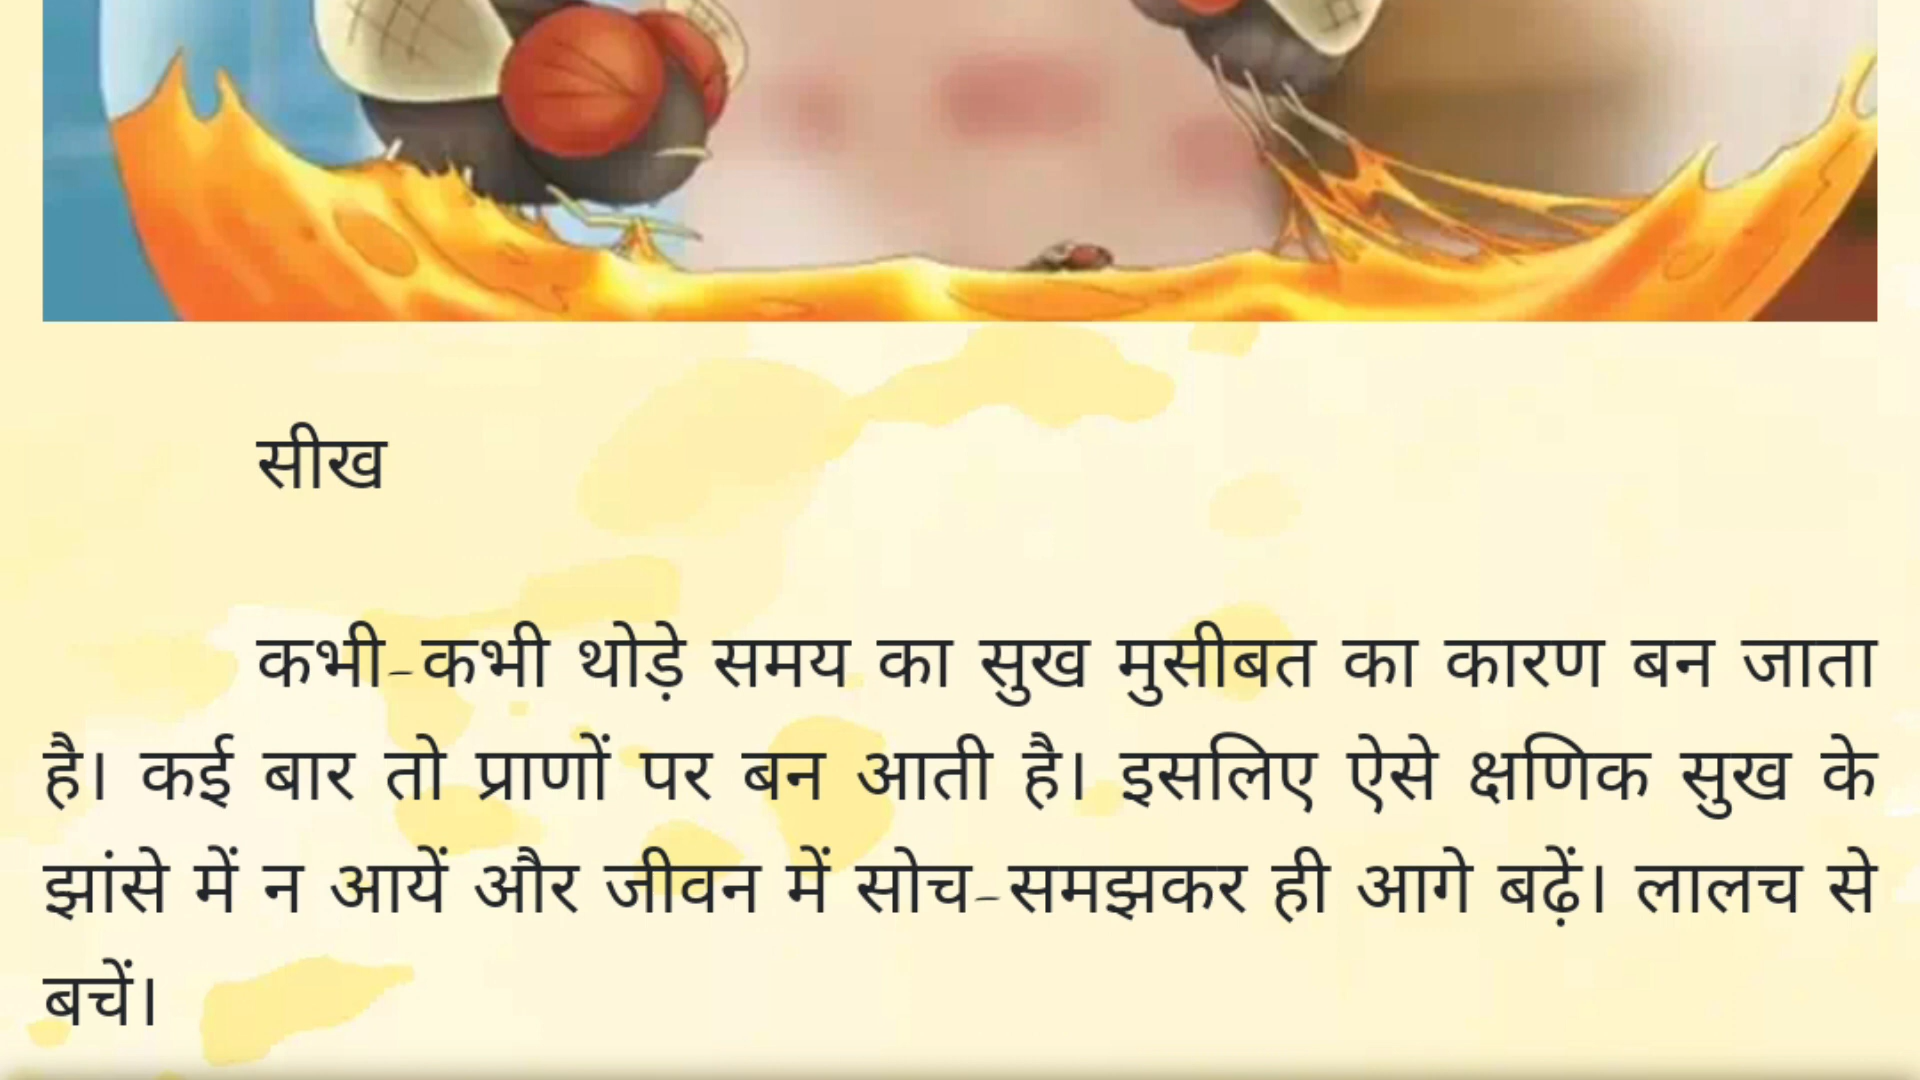 सीख
कभी-कभी थोड़े समय का सुख मुसीबत का कारण बन जाता
है। कई बार तो प्राणों पर बन आती है। इसलिए ऐसे क्षणिक सुख के
झांसे में न आयें और जीवन में सोच-समझकर ही आगे बढ़ें। लालच से
बचें।